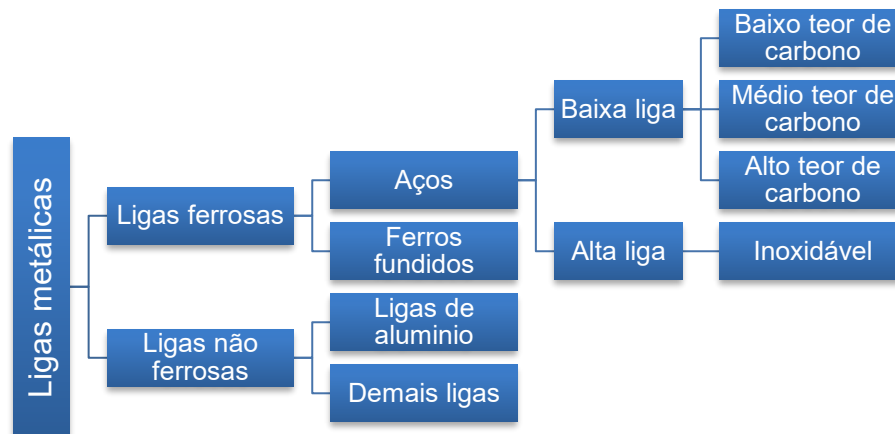 Ligas metálicas
Ligas ferrosas
Aços
Baixa liga
Baixo teor de
carbono
Médio teor de
carbono
Alto teor de
carbono
Alta liga
Inoxidável
Ferros
fundidos
Ligas não
ferrosas
Ligas de
aluminio
Demais ligas